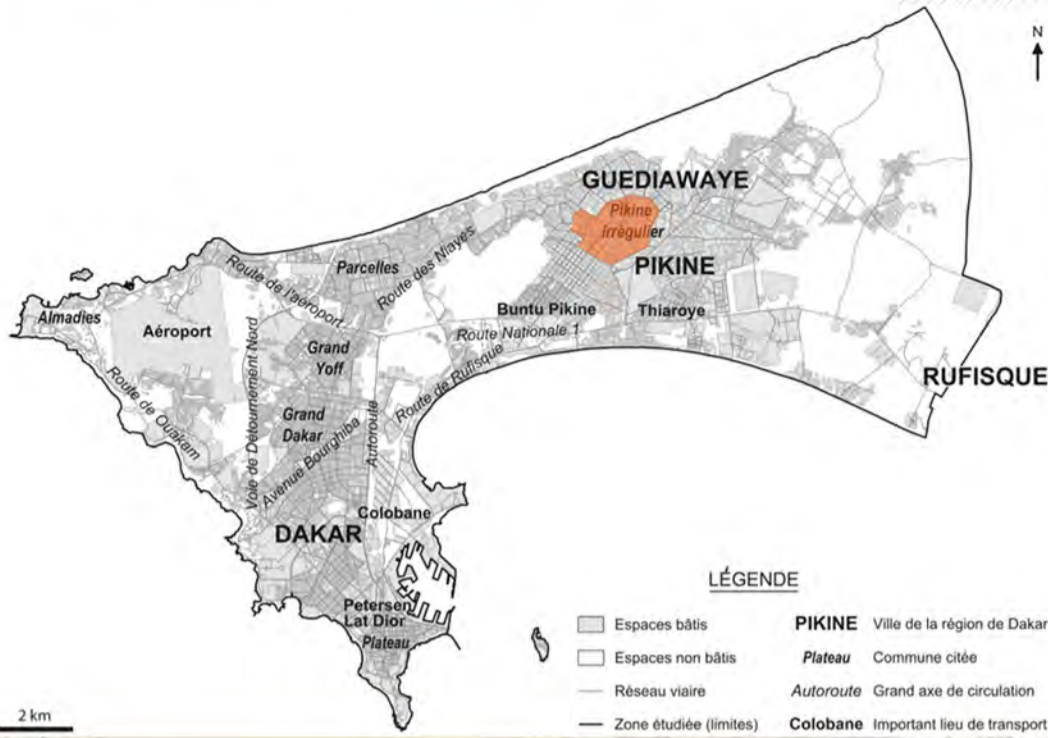 N
GUEDIAWAYE
Pikine
Irrégulier
PIKINE
Parcelles
Route des Niayes
Route de l'aéroport
Almadies
Aéroport
Buntu Pikine
Thiaroye
Route Nationale 1
Grand
Yoff
Route de Rufisque
RUFISQUE
Route de Ouakam
Voie de Détournement Nord
Grand
Dakar
Avenue Bourghiba
Autoroute
Colobane
DAKAR
Petersen
Lat Dior
Plateau
2 km
LÉGENDE
Espaces bâtis
Espaces non bâtis
Réseau viaire
Zone étudiée (limites)
PIKINE Ville de la région de Dakar
Plateau Commune citée
Autoroute Grand axe de circulation
Colobane Important lieu de transport